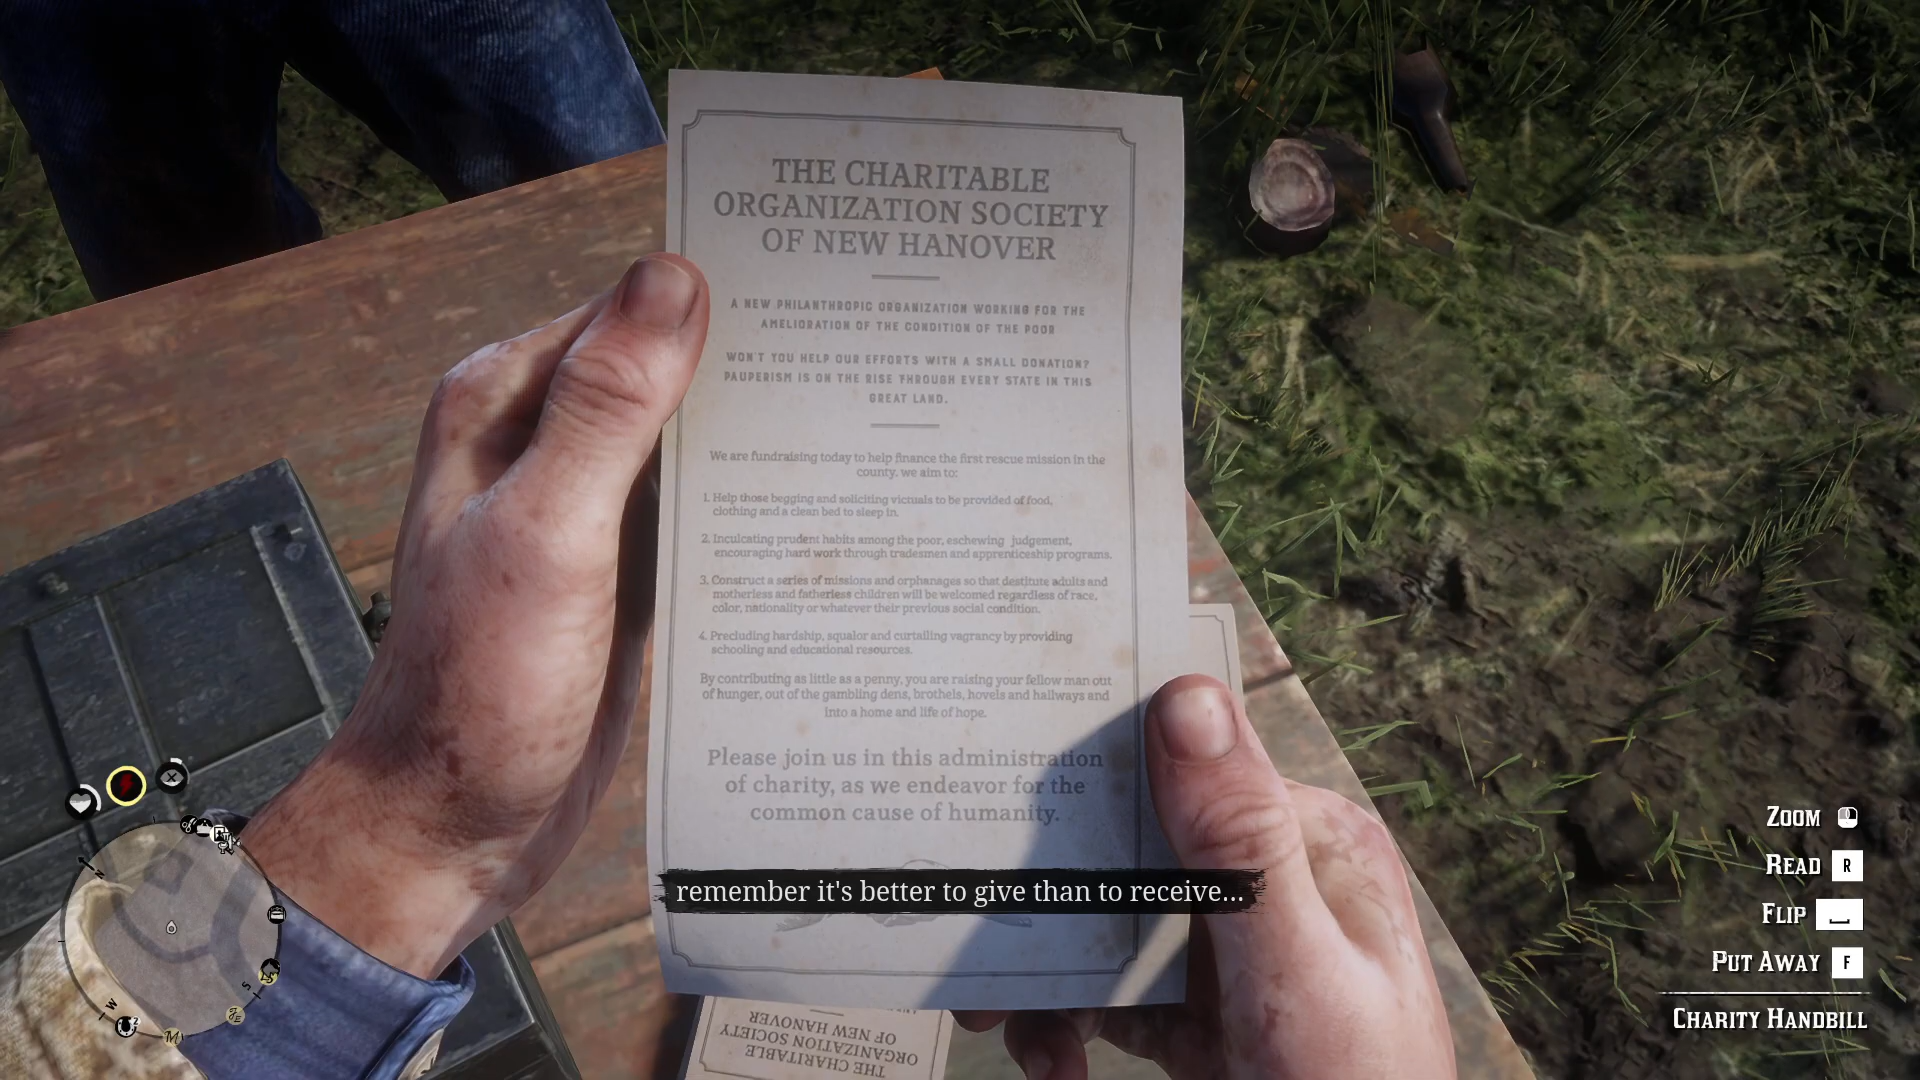 THE CHARITABLE
ORGANIZATION SOCIETY
OF NEW HANOVER
A NEW PHILANTHROPIC ORGANIZATION WORKING FOR THE
AMELIORATION OF THE CONDITION OF THE POOR
WON'T YOU HELP OUR EFFORTS WITH A SMALL DONATION?
PAUPERISM IS ON THE RISE THROUGH EVERY STATE IN THIS
GREAT LAND.
We are fundraising today to help finance the first rescue mission in the
county. we aim to:
1. Help those begging and soliciting victuals to be provided of food,
clothing and a clean bed to sleep in.
2. Inculcating prudent habits among the poor, eschewing judgement,
encouraging hard work through tradesmen and apprenticeship programs.
3. Construct a series of missions and orphanages so that destitute adults and
motherless and fatherless children will be welcomed regardless of race,
color, nationality or whatever their previous social condition.
4. Precluding hardship, squalor and curtailing vagrancy by providing
schooling and educational resources.
By contributing as little as a penny, you are raising your fellow man out
of hunger, out of the gambling dens, brothels, hovels and hallways and
into a home and life of hope.
Please join us in this administration
of charity, as we endeavor for the
common cause of humanity.
remember it's better to give than to receive...
THE CHARITABLE
ORGANIZATION SOCIETY
OF NEW HANOVER
N
S
W
M
2
ZOOM
READ R
FLIP
PUT AWAY F
CHARITY HANDBILL